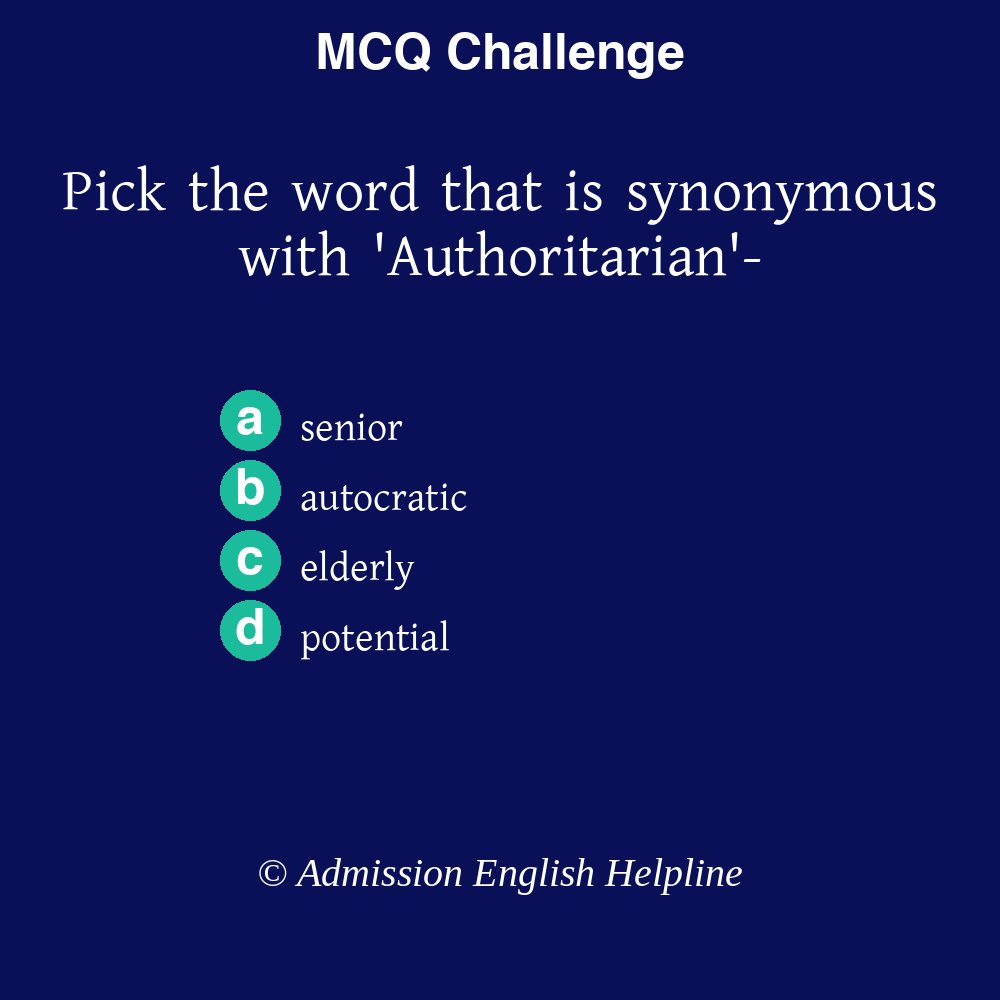 MCQ Challenge
Pick the word that is synonymous
with 'Authoritarian'-
a senior
b autocratic
c elderly
d potential
© Admission English Helpline